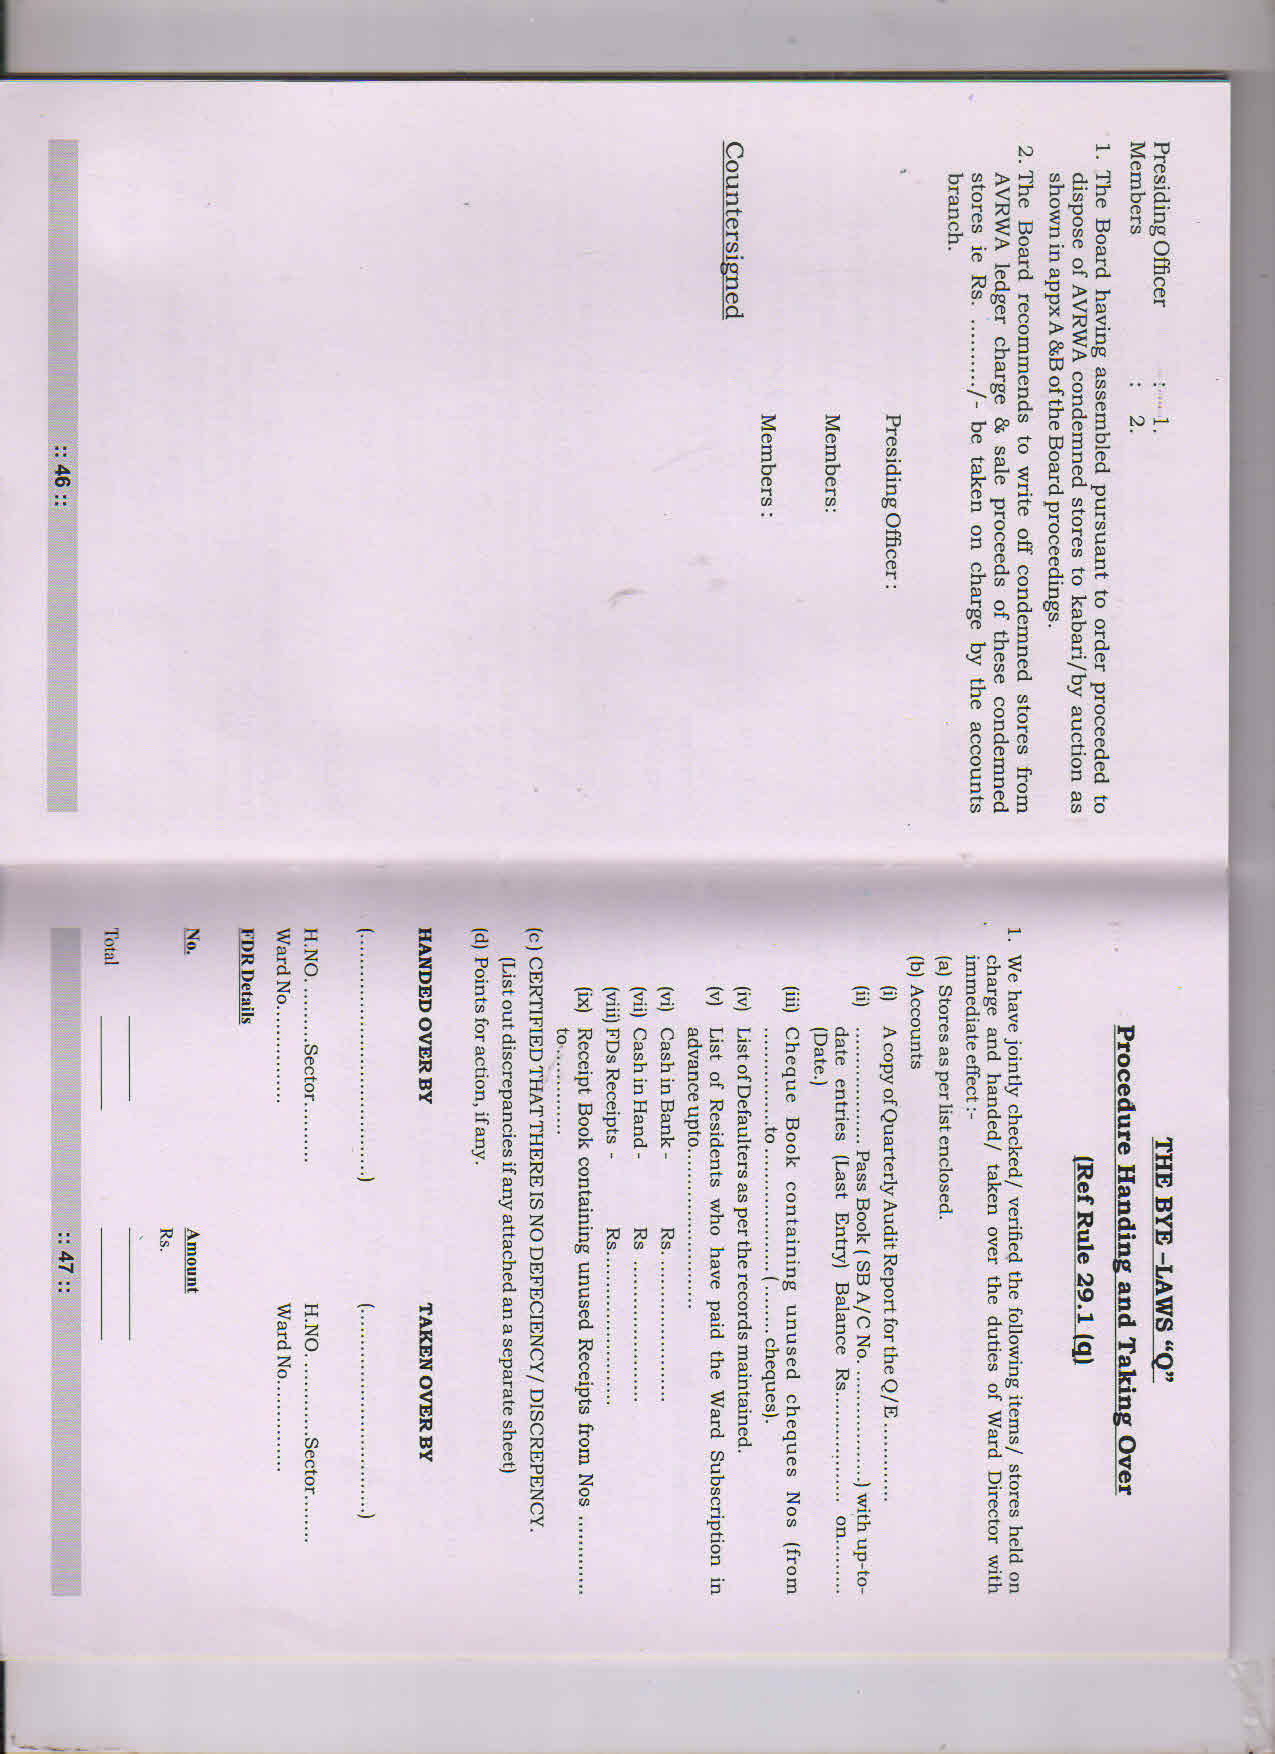 Presiding Officer : 1.
Members : 2.
1. The Board having assembled pursuant to order proceeded to
dispose of AVRWA condemned stores to kabari/by auction as
shown in appx A &B of the Board proceedings.
2. The Board recommends to write off condemned stores from
AVRWA ledger charge & sale proceeds of these condemned
stores ie Rs. ........../- be taken on charge by the accounts
branch.
Presiding Officer :
Members:
Members :
Countersigned
:: 46 ::
THE BYE –LAWS “Q”
Procedure Handing and Taking Over
(Ref Rule 29.1 (q)
1. We have jointly checked/ verified the following items/ stores held on
charge and handed/ taken over the duties of Ward Director with
immediate effect :-
(a) Stores as per list enclosed.
(b) Accounts
(i) A copy of Quarterly Audit Report for the Q/E .............
(ii) ................... Pass Book ( SB A/C No. ..................) with up-to-
date entries (Last Entry) Balance Rs.................. on.........
(Date.)
(iii) Cheque Book containing unused cheques Nos (from
................to ..................... (........ cheques).
(iv) List of Defaulters as per the records maintained.
(v) List of Residents who have paid the Ward Subscription in
advance upto...........................
(vi) Cash in Bank - Rs. .........................
(vii) Cash in Hand - Rs .........................
(viii) FDs Receipts - Rs..........................
(ix) Receipt Book containing unused Receipts from Nos .............
to..................
(c) CERTIFIED THAT THERE IS NO DEFECIENCY/ DISCREPENCY.
(List out discrepancies if any attached an a separate sheet)
(d) Points for action, if any.
HANDED OVER BY TAKEN OVER BY
(........................................) (..................................)
H.NO. ..........Sector........... H.NO. .............Sector.........
Ward No................. Ward No...............
FDR Details
No. Amount
Rs.
Total
:: 47 ::